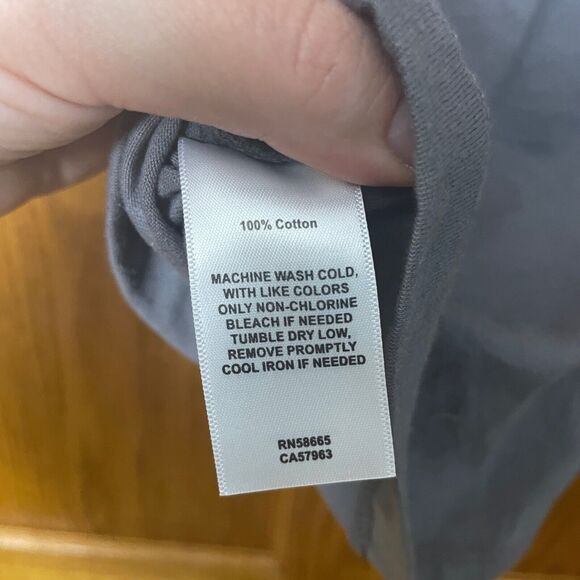 100% Cotton
MACHINE WASH COLD,
WITH LIKE COLORS
ONLY NON-CHLORINE
BLEACH IF NEEDED
TUMBLE DRY LOW,
REMOVE PROMPTLY
COOL IRON IF NEEDED
RN58665
CA57963